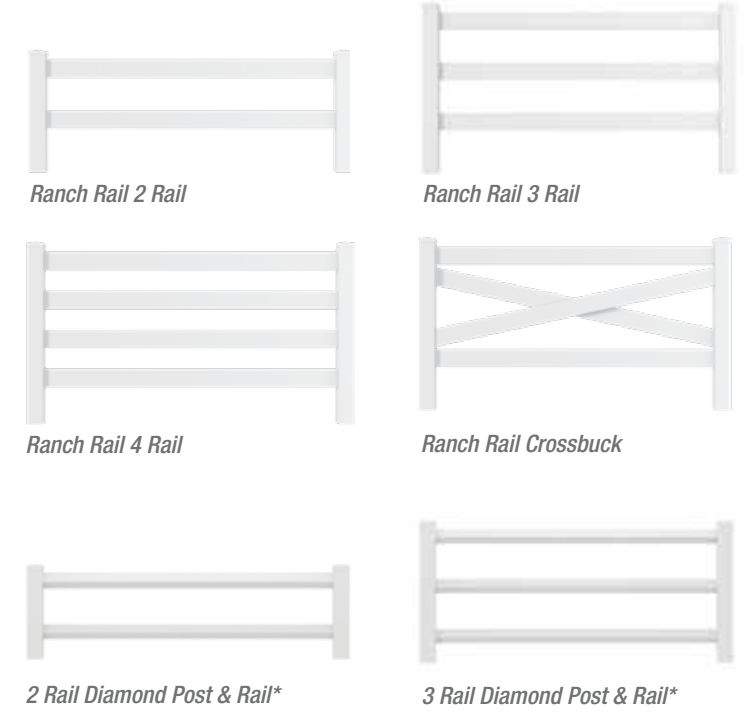 Ranch Rail 2 Rail
Ranch Rail 3 Rail
Ranch Rail 4 Rail
Ranch Rail Crossbuck
2 Rail Diamond Post & Rail*
3 Rail Diamond Post & Rail*